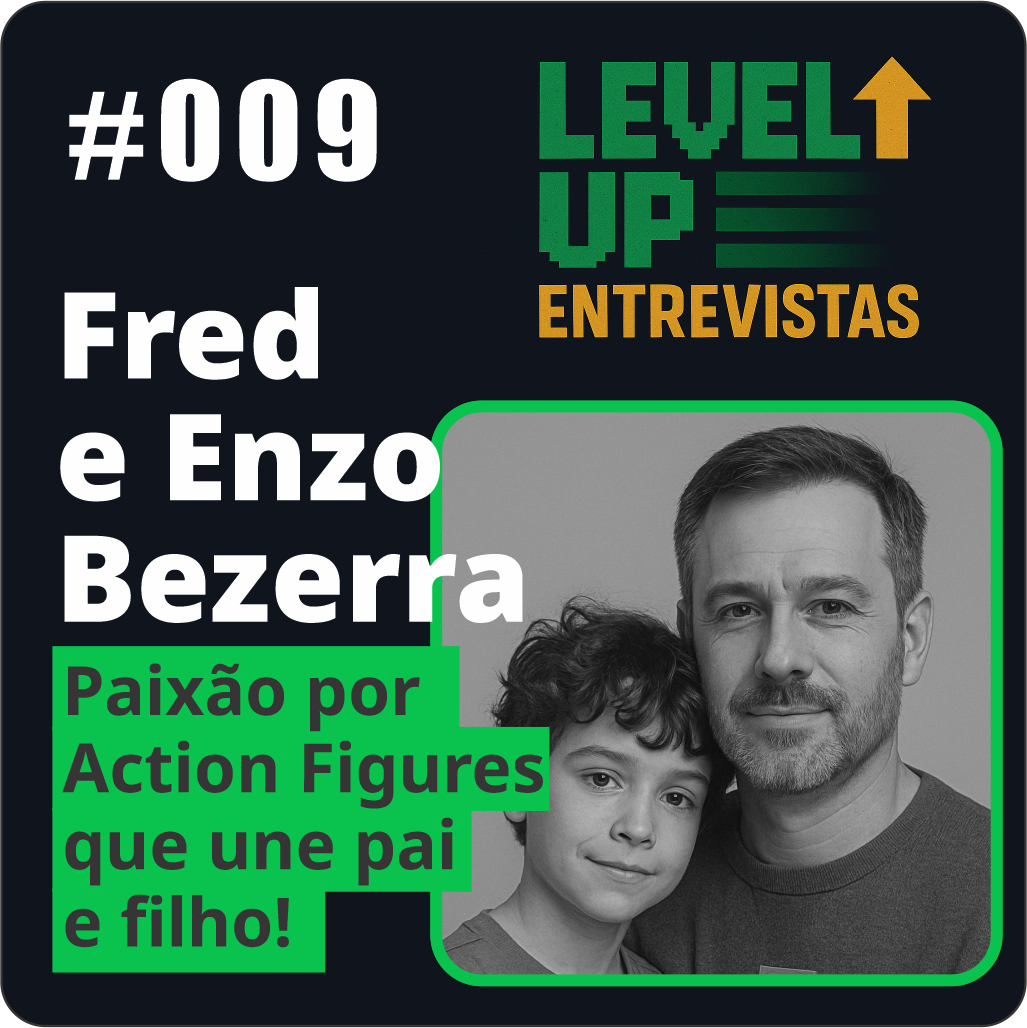 #009
LEVEL
UP
ENTREVISTAS
Fred
e Enzo
Bezerra
Paixão por
Action Figures
que une pai
e filho!